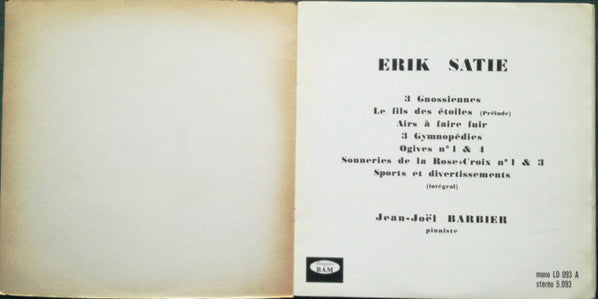 ERIK SATIE
3 Gnossiennes
Le fils des étoiles (Prélude)
Airs à faire fuir
3 Gymnopédies
Ogives nº 1 & 4
Sonneries de la Rose+Croix nº 1 & 3
Sports et divertissements
(intégral)
Jean-Joël BARBIER
pianiste
BAM
mono LD 093 A
stéréo 5.093